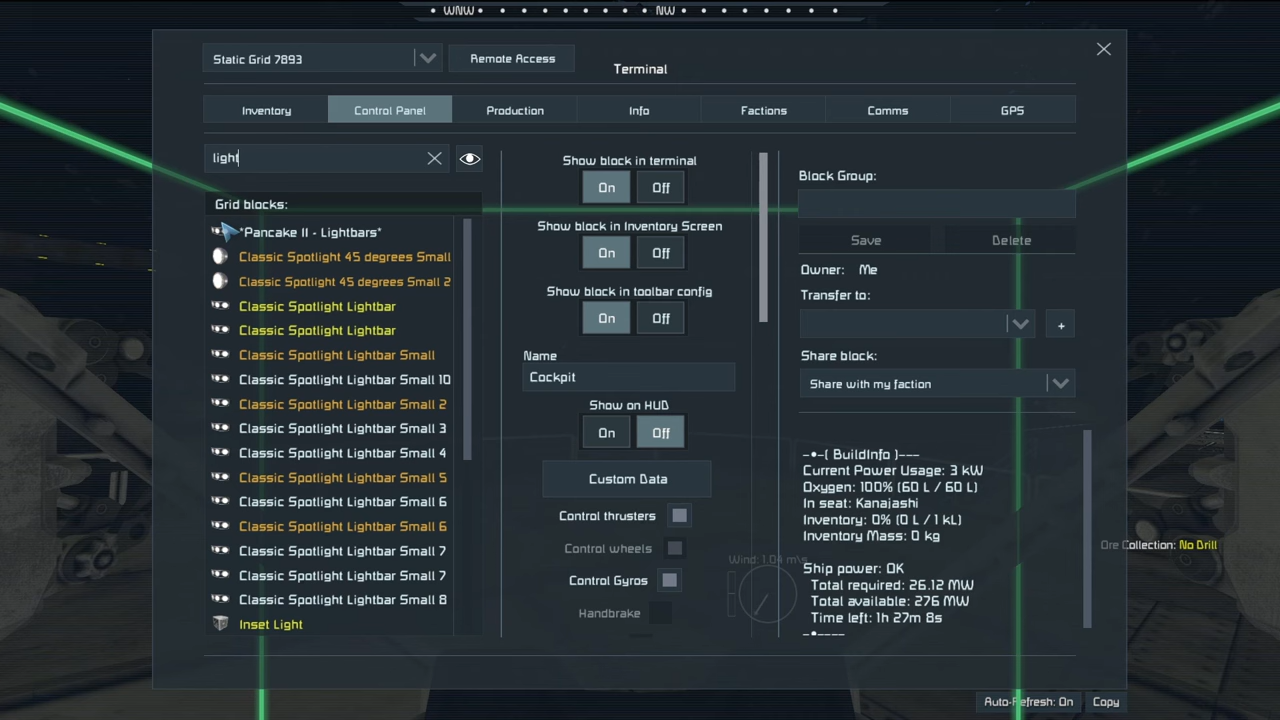 WNW NW
Static Grid 7893
Remote Access
Terminal
Inventory
Control Panel
Production
Info
Factions
Comms
GPS
light
Grid blocks:
*Pancake II - Lightbars*
Classic Spotlight 45 degrees Small
Classic Spotlight 45 degrees Small 2
Classic Spotlight Lightbar
Classic Spotlight Lightbar
Classic Spotlight Lightbar Small
Classic Spotlight Lightbar Small 10
Classic Spotlight Lightbar Small 2
Classic Spotlight Lightbar Small 3
Classic Spotlight Lightbar Small 4
Classic Spotlight Lightbar Small 5
Classic Spotlight Lightbar Small 6
Classic Spotlight Lightbar Small 6
Classic Spotlight Lightbar Small 7
Classic Spotlight Lightbar Small 7
Classic Spotlight Lightbar Small 8
Inset Light
Show block in terminal
On Off
Show block in Inventory Screen
On Off
Show block in toolbar config
On Off
Name
Cockpit
Show on HUD
On Off
Custom Data
Control thrusters
Control wheels
Control Gyros
Handbrake
Block Group:
Save
Delete
Owner: Me
Transfer to:
+
Share block:
Share with my faction
-•-( BuildInfo )---
Current Power Usage: 3 kW
Oxygen: 100% (60 L / 60 L)
In seat: Kanajashi
Inventory: 0% (0 L / 1 kL)
Inventory Mass: 0 kg
Ship power: OK
Total required: 26.12 MW
Total available: 276 MW
Time left: 1h 27m 8s
-•----
Wind: 1.04 m/s
Ore Collection: No Drill
Auto-Refresh: On
Copy